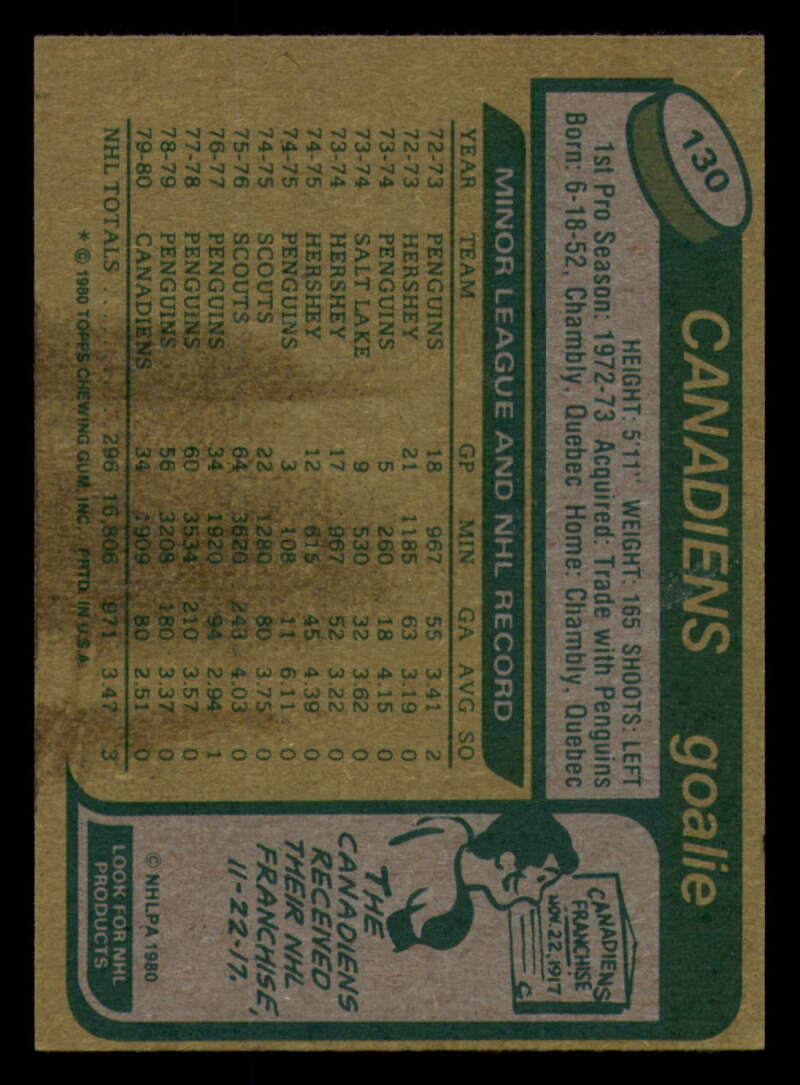 130
CANADIENS goalie
HEIGHT: 5'11" WEIGHT: 165 SHOOTS: LEFT
1st Pro Season: 1972-73 Acquired: Trade with Penguins
Born: 6-18-52, Chambly, Quebec Home: Chambly, Quebec
MINOR LEAGUE AND NHL RECORD
YEAR TEAM GP MIN GA AVG SO
72-73 PENGUINS 18 967 55 3.41 2
72-73 HERSHEY 21 1185 63 3.19 0
73-74 PENGUINS 5 260 18 4.15 0
73-74 SALT LAKE 9 530 32 3.62 0
73-74 HERSHEY 17 967 52 3.22 0
74-75 HERSHEY 12 615 45 4.39 0
74-75 PENGUINS 3 108 11 6.11 0
74-75 SCOUTS 22 1280 80 3.75 0
75-76 SCOUTS 64 3620 243 4.03 0
76-77 PENGUINS 34 1920 94 2.94 1
77-78 PENGUINS 60 3534 210 3.57 0
78-79 PENGUINS 56 3208 180 3.37 0
79-80 CANADIENS 34 1909 80 2.51 0
NHL TOTALS ........ 296 16,806 971 3.47 3
* © 1980 TOPPS CHEWING GUM, INC. PRTD. IN U.S.A.
CANADIENS
FRANCHISE
NOV. 22, 1917
THE
CANADIENS
RECEIVED
THEIR NHL
FRANCHISE,
11-22-17.
© NHLPA 1980
LOOK FOR NHL
PRODUCTS